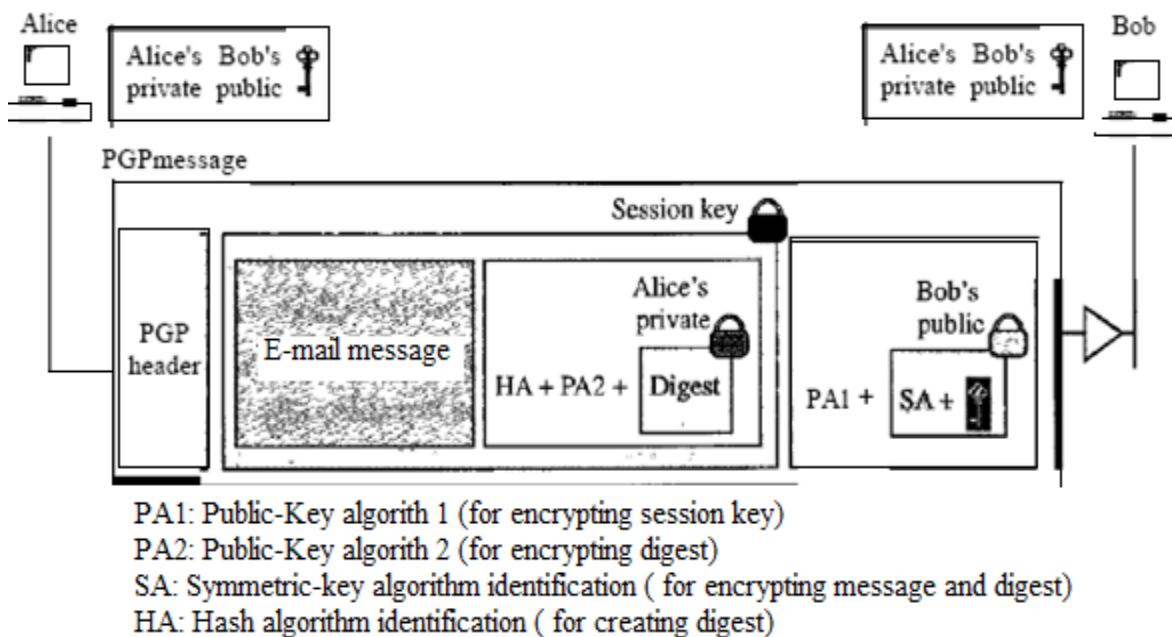 Alice
Bob
Alice's Bob's
private public
Alice's Bob's
private public
PGPmessage
Session key
PGP
header
E-mail message
Alice's
private
HA + PA2 + Digest
Bob's
public
PA1 + SA +
PA1: Public-Key algorith 1 (for encrypting session key)
PA2: Public-Key algorith 2 (for encrypting digest)
SA: Symmetric-key algorithm identification ( for encrypting message and digest)
HA: Hash algorithm identification ( for creating digest)